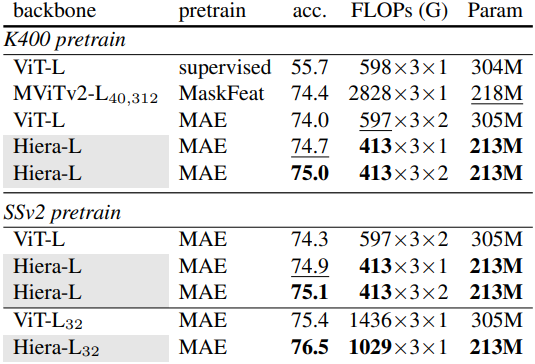 backbone pretrain acc. FLOPs (G) Param
K400 pretrain
ViT-L supervised 55.7 598×3×1 304M
MViTv2-L40,312 MaskFeat 74.4 2828×3×1 218M
ViT-L MAE 74.0 597×3×2 305M
Hiera-L MAE 74.7 413×3×1 213M
Hiera-L MAE 75.0 413×3×2 213M
SSv2 pretrain
ViT-L MAE 74.3 597×3×2 305M
Hiera-L MAE 74.9 413×3×1 213M
Hiera-L MAE 75.1 413×3×2 213M
ViT-L32 MAE 75.4 1436×3×1 305M
Hiera-L32 MAE 76.5 1029×3×1 213M